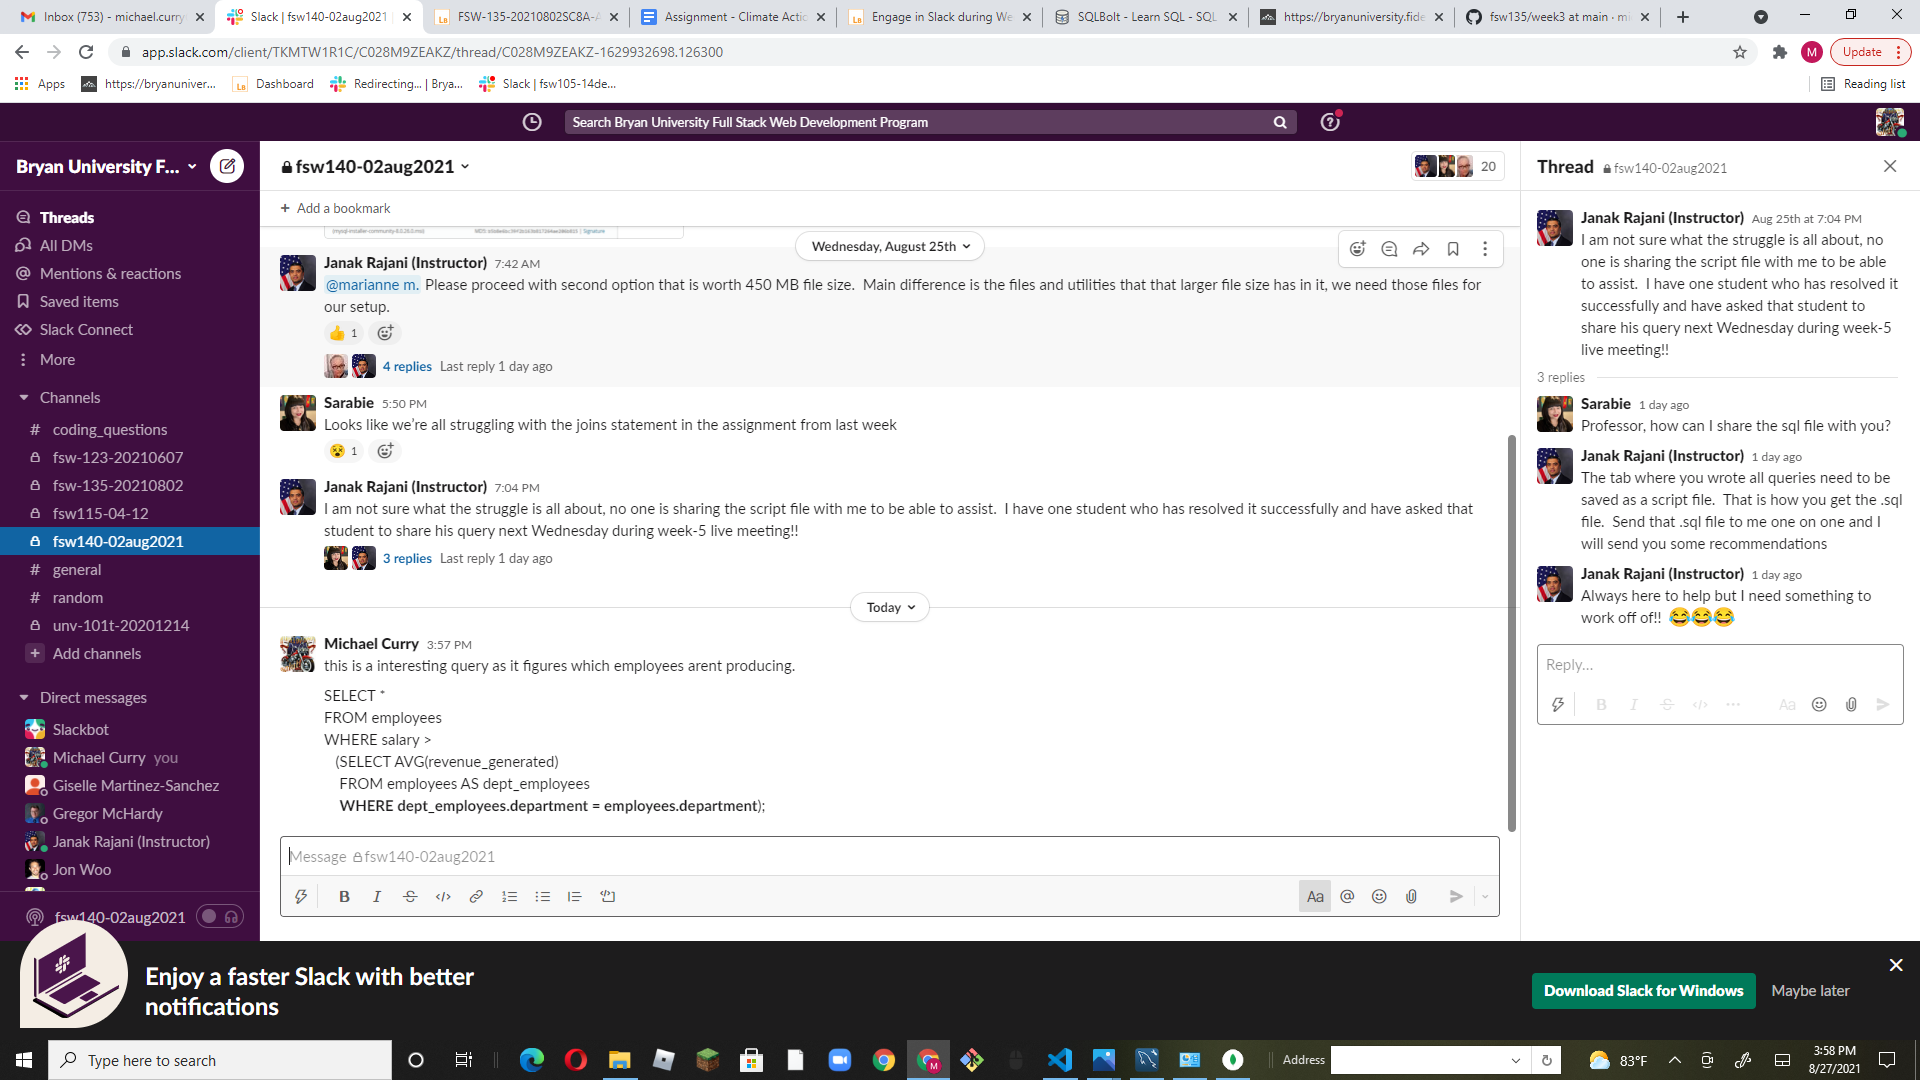 Inbox (753) - michael.curry
Slack | fsw140-02aug2021
FSW-135-20210802SC8A-A
Assignment - Climate Actio
Engage in Slack during We
SQLBolt - Learn SQL - SQL
https://bryanuniversity.fide
fsw135/week3 at main · mi
app.slack.com/client/TKMTW1R1C/C028M9ZEAKZ/thread/C028M9ZEAKZ-1629932698.126300
M
Update
Apps
https://bryanuniver...
Dashboard
Redirecting... | Brya...
Slack | fsw105-14de...
Reading list
Search Bryan University Full Stack Web Development Program
Bryan University F...
Threads
All DMs
Mentions & reactions
Saved items
Slack Connect
More
Channels
# coding_questions
fsw-123-20210607
fsw-135-20210802
fsw115-04-12
fsw140-02aug2021
# general
# random
unv-101t-20201214
+ Add channels
Direct messages
Slackbot
Michael Curry you
Giselle Martinez-Sanchez
Gregor McHardy
Janak Rajani (Instructor)
Jon Woo
fsw140-02aug2021
fsw140-02aug2021
20
+ Add a bookmark
Wednesday, August 25th
Janak Rajani (Instructor) 7:42 AM
@marianne m. Please proceed with second option that is worth 450 MB file size. Main difference is the files and utilities that that larger file size has in it, we need those files for
our setup.
👍 1
4 replies Last reply 1 day ago
Sarabie 5:50 PM
Looks like we're all struggling with the joins statement in the assignment from last week
😵 1
Janak Rajani (Instructor) 7:04 PM
I am not sure what the struggle is all about, no one is sharing the script file with me to be able to assist. I have one student who has resolved it successfully and have asked that
student to share his query next Wednesday during week-5 live meeting!!
3 replies Last reply 1 day ago
Today
Michael Curry 3:57 PM
this is a interesting query as it figures which employees arent producing.
SELECT *
FROM employees
WHERE salary >
(SELECT AVG(revenue_generated)
FROM employees AS dept_employees
WHERE dept_employees.department = employees.department);
Message fsw140-02aug2021
B I S </> Aa @
Thread fsw140-02aug2021
Janak Rajani (Instructor) Aug 25th at 7:04 PM
I am not sure what the struggle is all about, no
one is sharing the script file with me to be able
to assist. I have one student who has resolved it
successfully and have asked that student to
share his query next Wednesday during week-5
live meeting!!
3 replies
Sarabie 1 day ago
Professor, how can I share the sql file with you?
Janak Rajani (Instructor) 1 day ago
The tab where you wrote all queries need to be
saved as a script file. That is how you get the .sql
file. Send that .sql file to me one on one and I
will send you some recommendations
Janak Rajani (Instructor) 1 day ago
Always here to help but I need something to
work off of!! 😂😂😂
Reply...
B I S </> Aa
Enjoy a faster Slack with better
notifications
Download Slack for Windows
Maybe later
Type here to search
Address
83°F
3:58 PM
8/27/2021